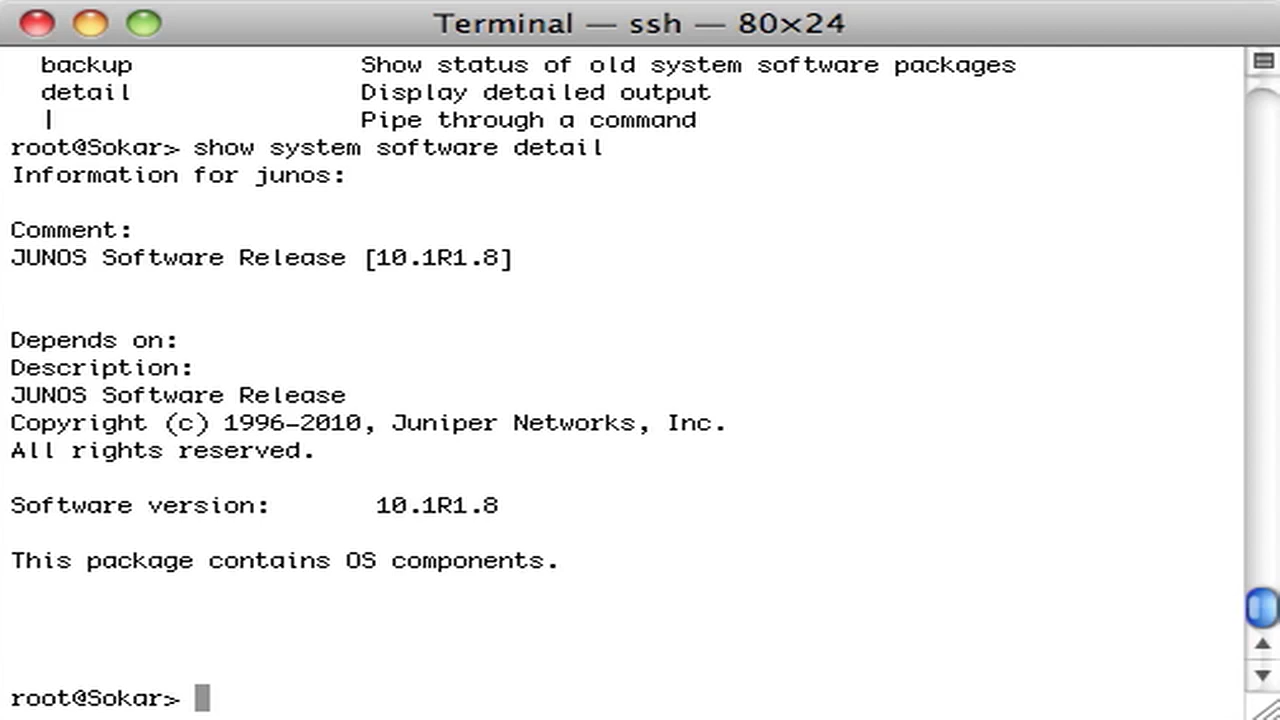 Terminal — ssh — 80×24
backup Show status of old system software packages
detail Display detailed output
| Pipe through a command
root@Sokar> show system software detail
Information for junos:
Comment:
JUNOS Software Release [10.1R1.8]
Depends on:
Description:
JUNOS Software Release
Copyright (c) 1996-2010, Juniper Networks, Inc.
All rights reserved.
Software version: 10.1R1.8
This package contains OS components.
root@Sokar>